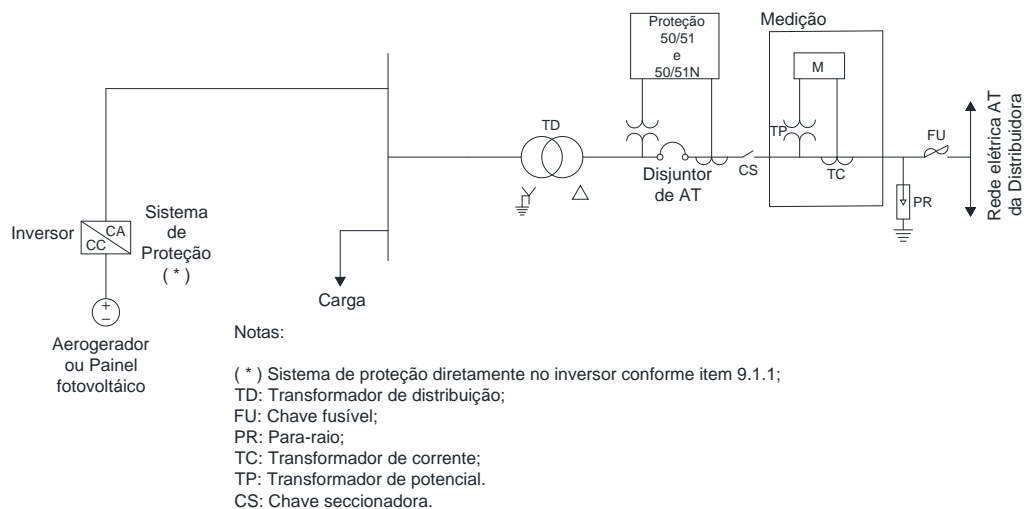 Proteção
50/51
e
50/51N
Medição
M
TD
TP
TC
FU
Disjuntor
de AT
CS
PR
Rede elétrica AT
da Distribuidora
Inversor
CA
CC
Sistema
de
Proteção
( * )
Carga
+
−
Aerogerador
ou Painel
fotovoltáico
Notas:
( * ) Sistema de proteção diretamente no inversor conforme item 9.1.1;
TD: Transformador de distribuição;
FU: Chave fusível;
PR: Para-raio;
TC: Transformador de corrente;
TP: Transformador de potencial.
CS: Chave seccionadora.